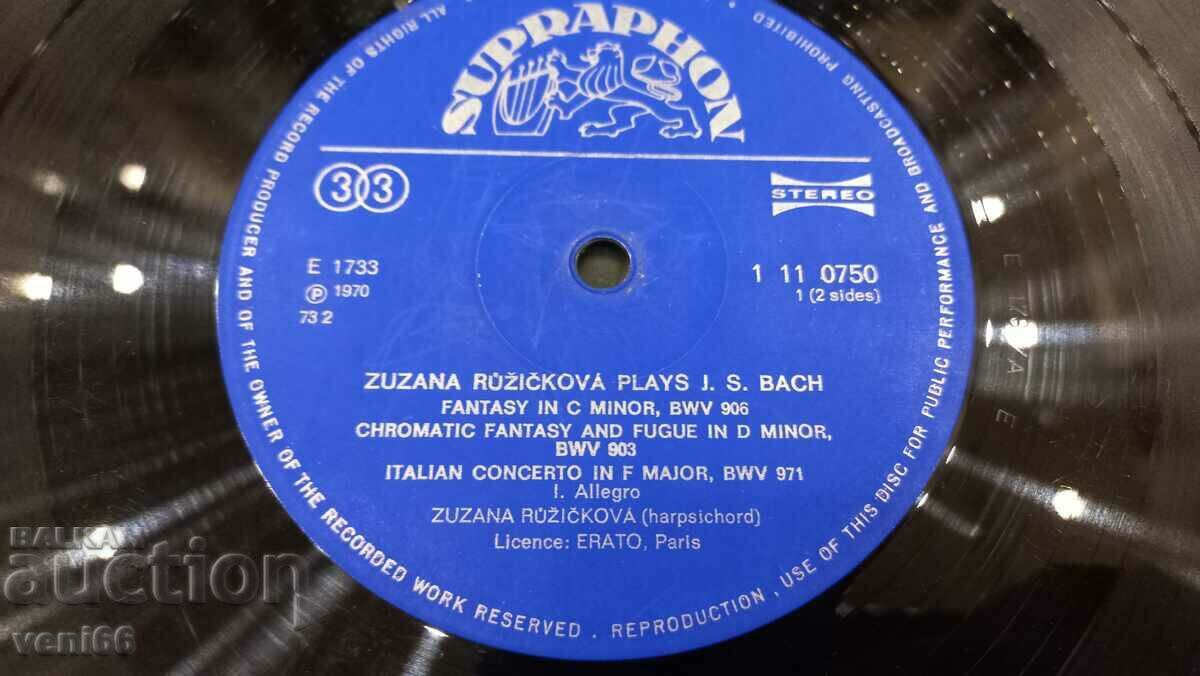 SUPRAPHON
33
STEREO
E 1733
℗ 1970
73 2
1 11 0750
1 (2 sides)
ZUZANA RŮŽIČKOVÁ PLAYS J. S. BACH
FANTASY IN C MINOR, BWV 906
CHROMATIC FANTASY AND FUGUE IN D MINOR,
BWV 903
ITALIAN CONCERTO IN F MAJOR, BWV 971
I. Allegro
ZUZANA RŮŽIČKOVÁ (harpsichord)
Licence: ERATO, Paris
ALL RIGHTS OF THE RECORD PRODUCER AND OF THE OWNER OF THE RECORDED WORK RESERVED . REPRODUCTION , USE OF THIS DISC FOR PUBLIC PERFORMANCE AND BROADCASTING PROHIBITED
BALKAN
auction
veni66